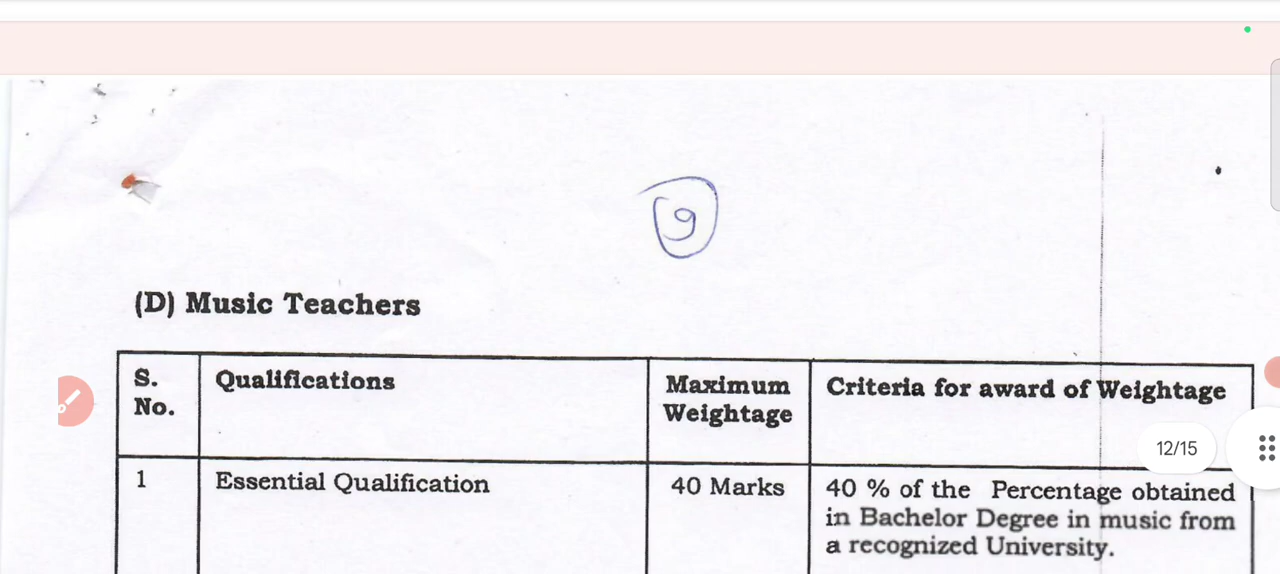 9
(D) Music Teachers
S. No.
Qualifications
Maximum Weightage
Criteria for award of Weightage
12/15
1
Essential Qualification
40 Marks
40 % of the Percentage obtained
in Bachelor Degree in music from
a recognized University.